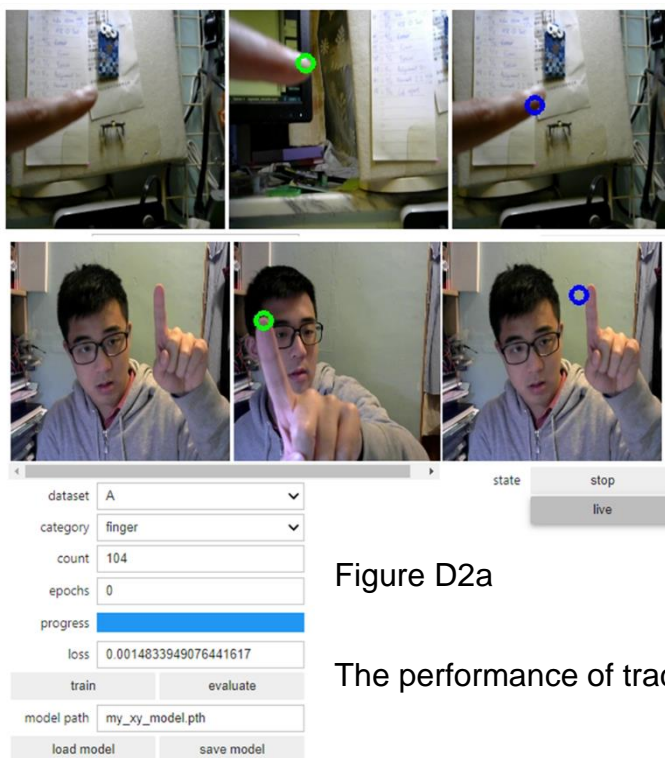 state stop
live
dataset A
category finger
count 104
epochs 0
progress
loss 0.0014833949076441617
train evaluate
model path my_xy_model.pth
load model save model
Figure D2a
The performance of